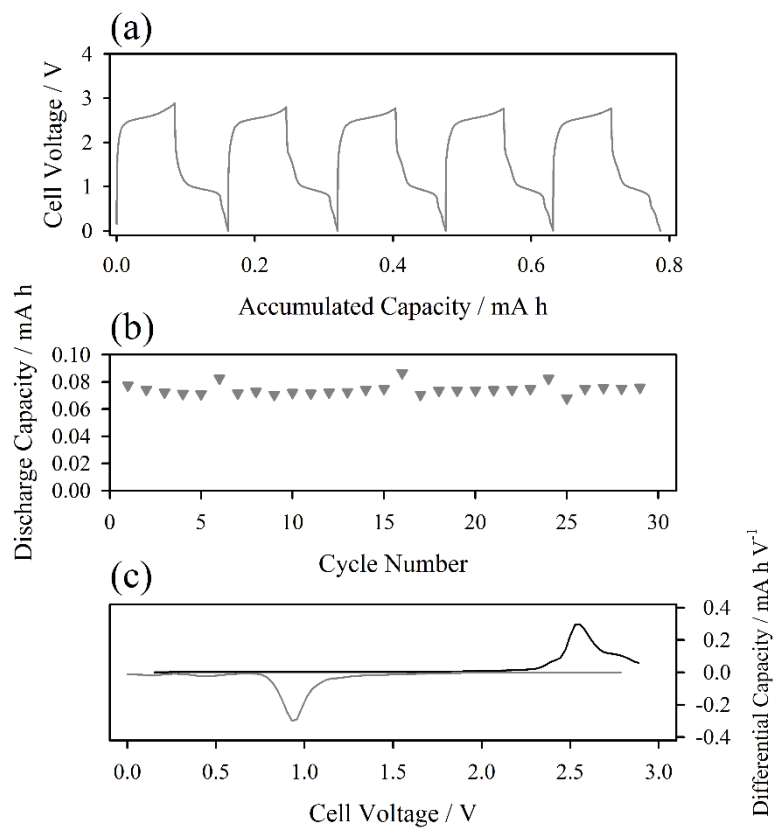 (a)
Cell Voltage / V
4
3
2
1
0
0.0 0.2 0.4 0.6 0.8
Accumulated Capacity / mA h
(b)
Discharge Capacity / mA h
0.10
0.08
0.06
0.04
0.02
0.00
0 5 10 15 20 25 30
Cycle Number
(c)
Differential Capacity / mA h V⁻¹
0.4
0.2
0.0
-0.2
-0.4
0.0 0.5 1.0 1.5 2.0 2.5 3.0
Cell Voltage / V